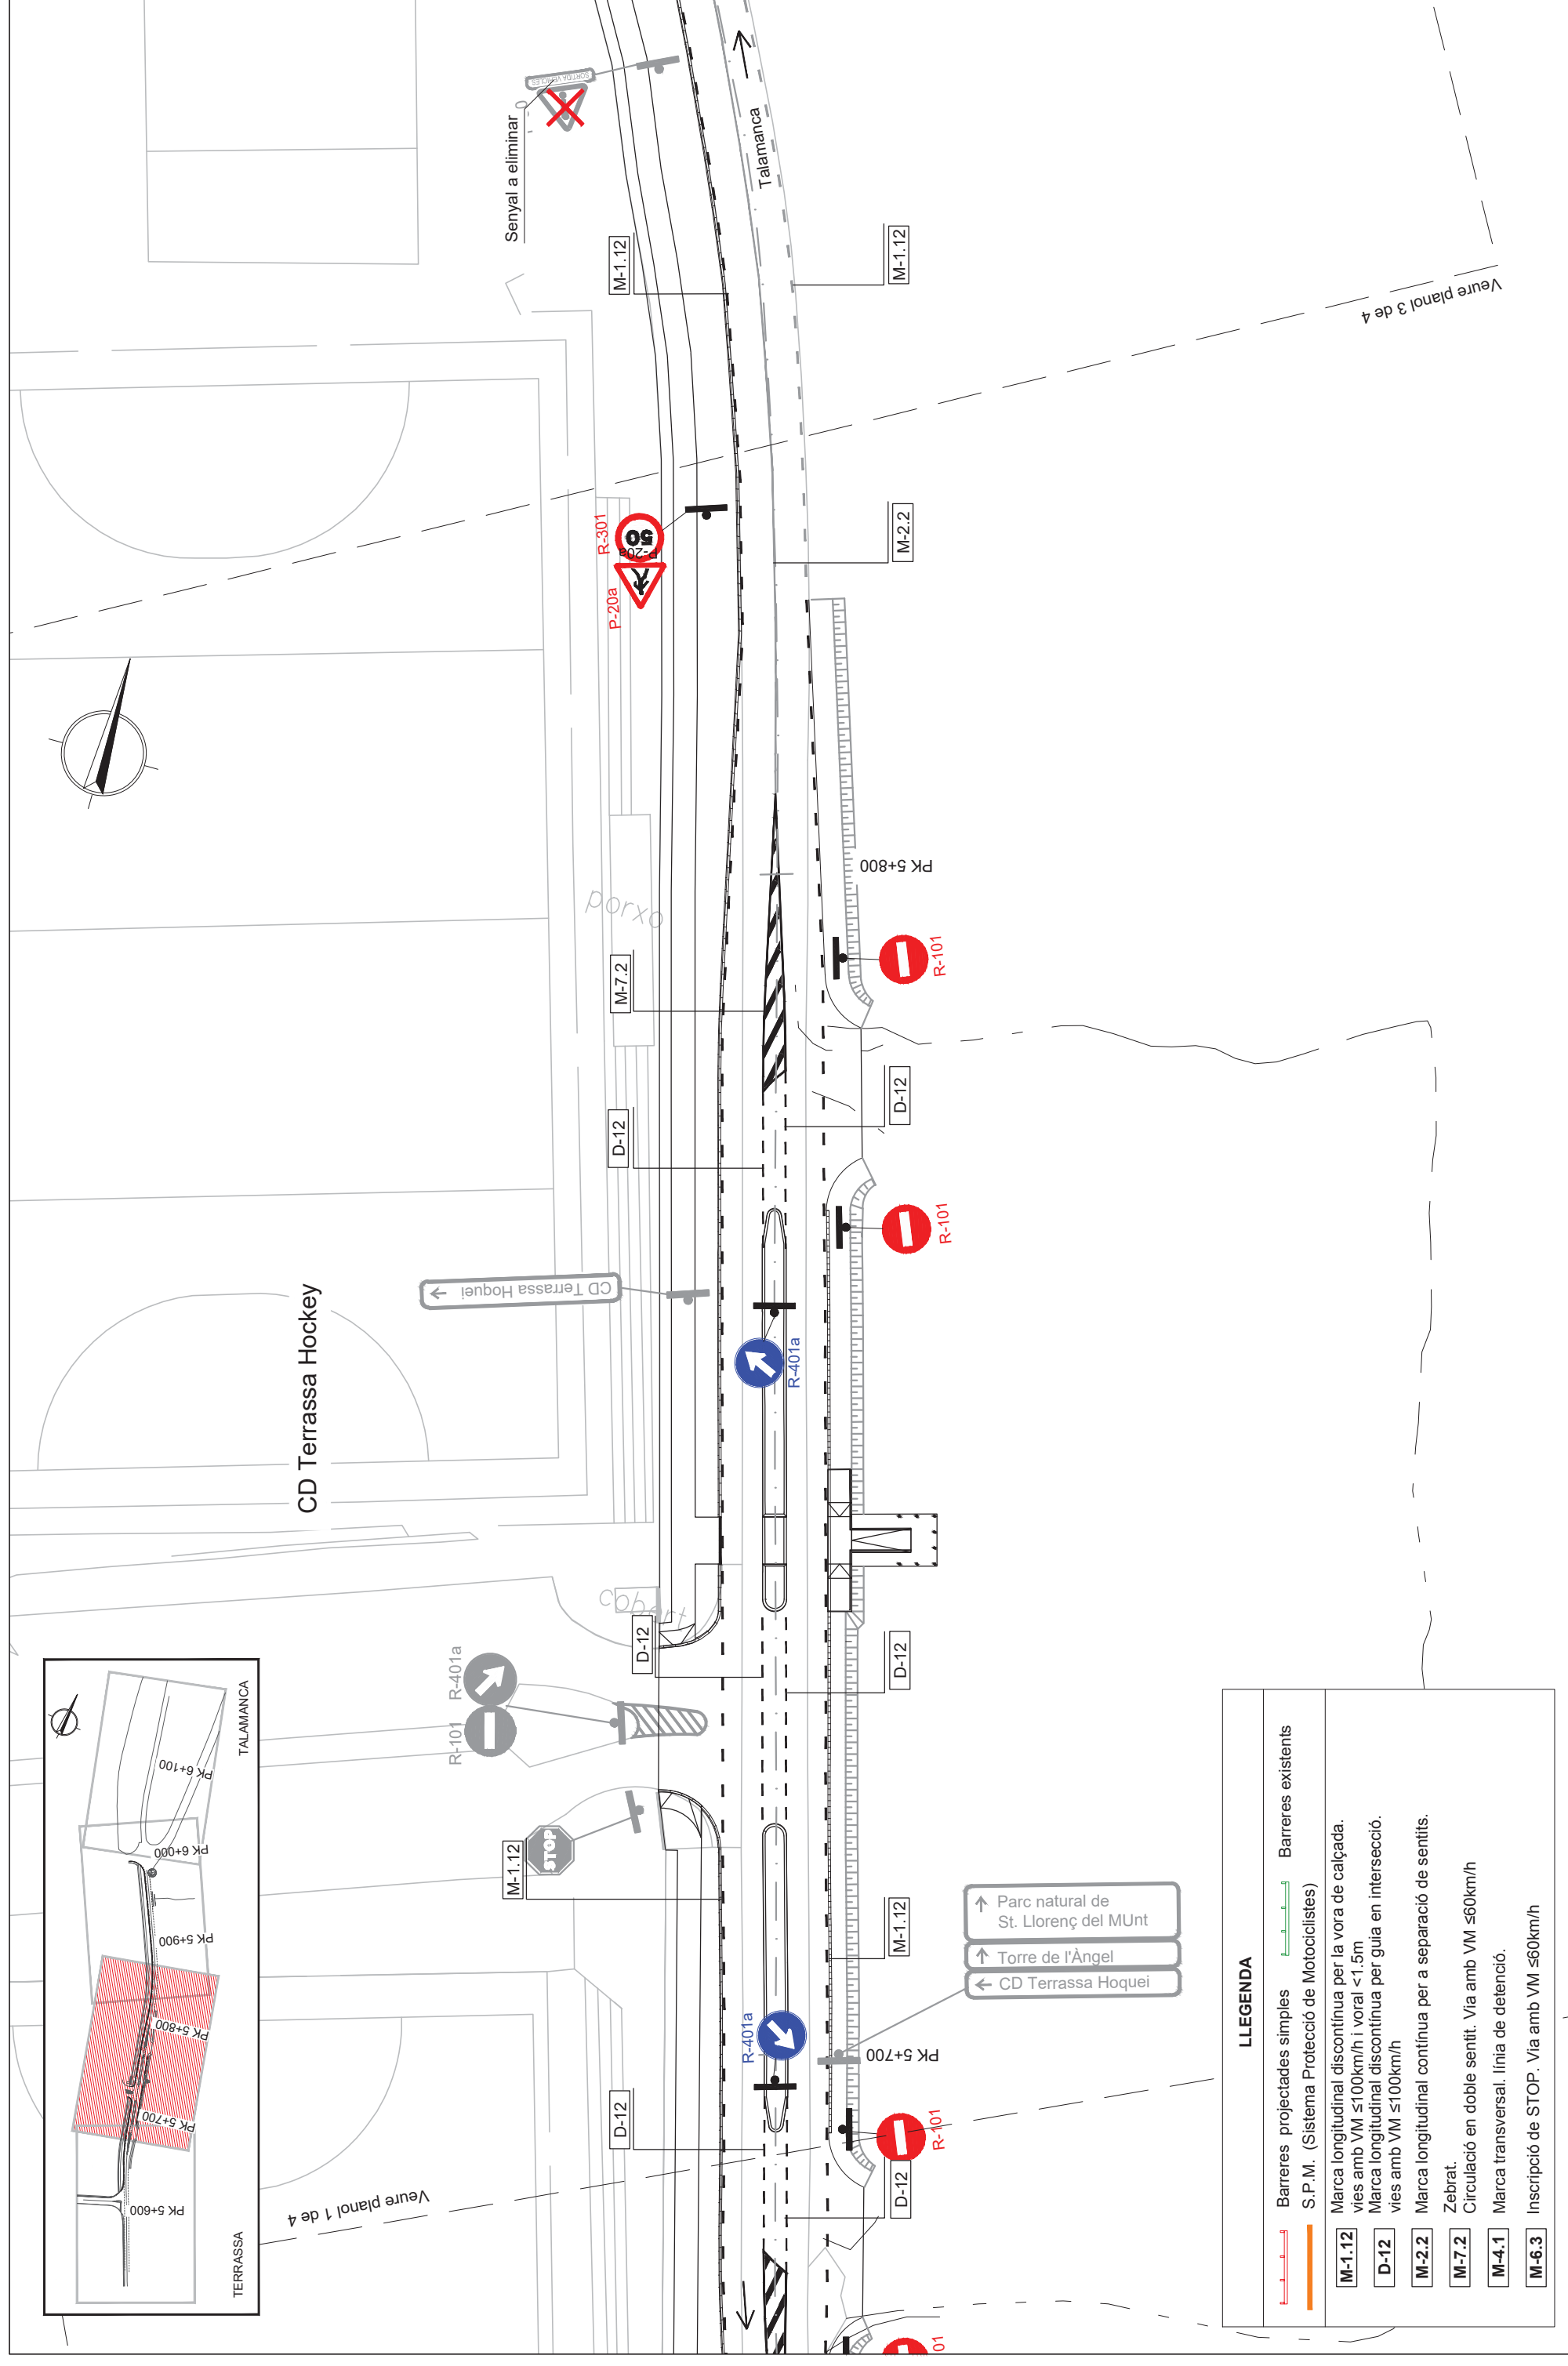 TERRASSA
TALAMANCA
PK 5+600
PK 5+700
PK 5+800
PK 5+900
PK 6+000
PK 6+100
Veure planol 1 de 4
CD Terrassa Hockey
R-101
R-401a
STOP
M-1.12
D-12
cobert
D-12
CD Terrassa Hoquei
D-12
M-7.2
porxo
P-20a
R-301
50
P-20a
M-1.12
Senyal a eliminar
SORTIDA VEHICLES
Talamanca
R-401a
R-401a
M-2.2
M-1.12
D-12
R-101
PK 5+700
M-1.12
D-12
R-101
D-12
R-101
PK 5+800
01
Parc natural de
St. Llorenç del MUnt
Torre de l'Àngel
CD Terrassa Hoquei
Veure planol 3 de 4
LLEGENDA
Barreres projectades simples
Barreres existents
S.P.M. (Sistema Protecció de Motociclistes)
M-1.12 Marca longitudinal discontínua per la vora de calçada.
vies amb VM ≤100km/h i voral <1.5m
D-12 Marca longitudinal discontínua per guia en intersecció.
vies amb VM ≤100km/h
M-2.2 Marca longitudinal contínua per a separació de sentits.
M-7.2 Zebrat.
Circulació en doble sentit. Via amb VM ≤60km/h
M-4.1 Marca transversal. línia de detenció.
M-6.3 Inscripció de STOP. Via amb VM ≤60km/h